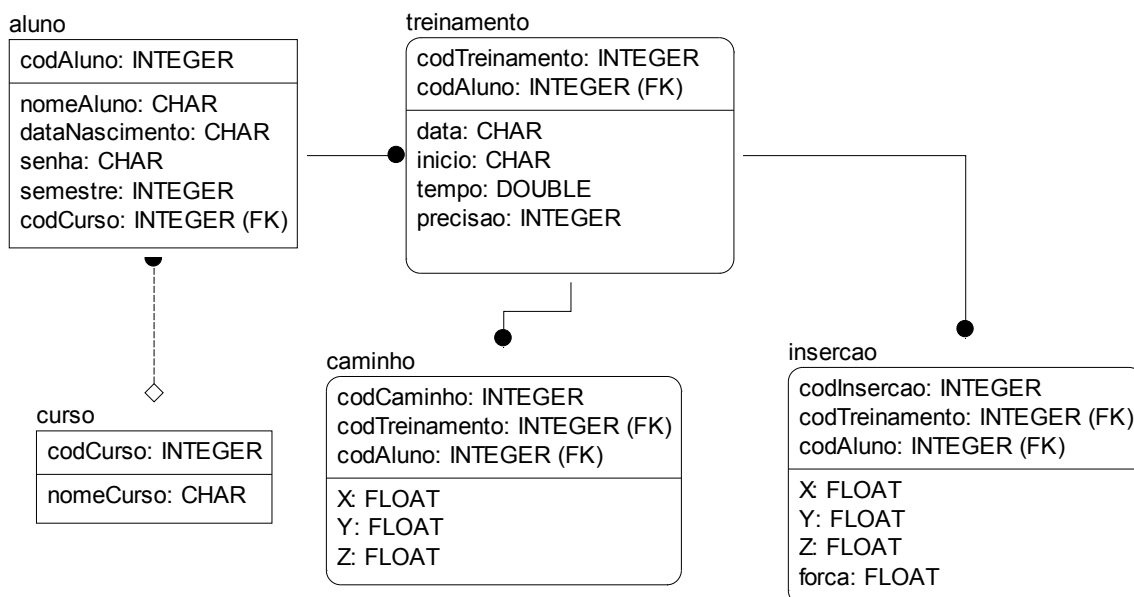 aluno
codAluno: INTEGER
nomeAluno: CHAR
dataNascimento: CHAR
senha: CHAR
semestre: INTEGER
codCurso: INTEGER (FK)
treinamento
codTreinamento: INTEGER
codAluno: INTEGER (FK)
data: CHAR
inicio: CHAR
tempo: DOUBLE
precisao: INTEGER
curso
codCurso: INTEGER
nomeCurso: CHAR
caminho
codCaminho: INTEGER
codTreinamento: INTEGER (FK)
codAluno: INTEGER (FK)
X: FLOAT
Y: FLOAT
Z: FLOAT
insercao
codInsercao: INTEGER
codTreinamento: INTEGER (FK)
codAluno: INTEGER (FK)
X: FLOAT
Y: FLOAT
Z: FLOAT
forca: FLOAT